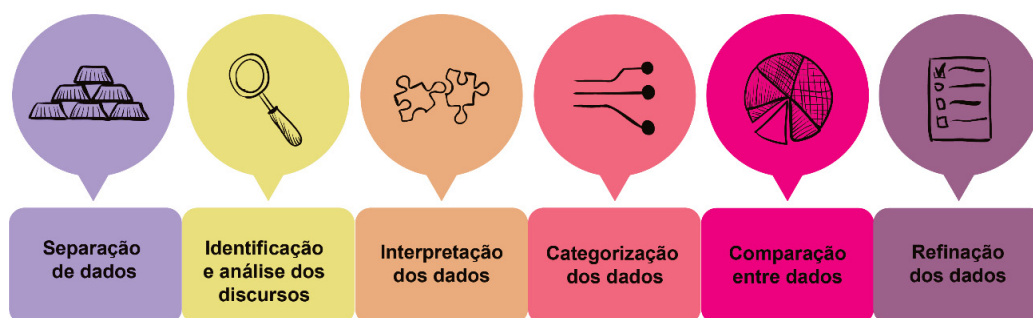 Separação
de dados
Identificação
e análise dos
discursos
Interpretação
dos dados
Categorização
dos dados
Comparação
entre dados
Refinação
dos dados